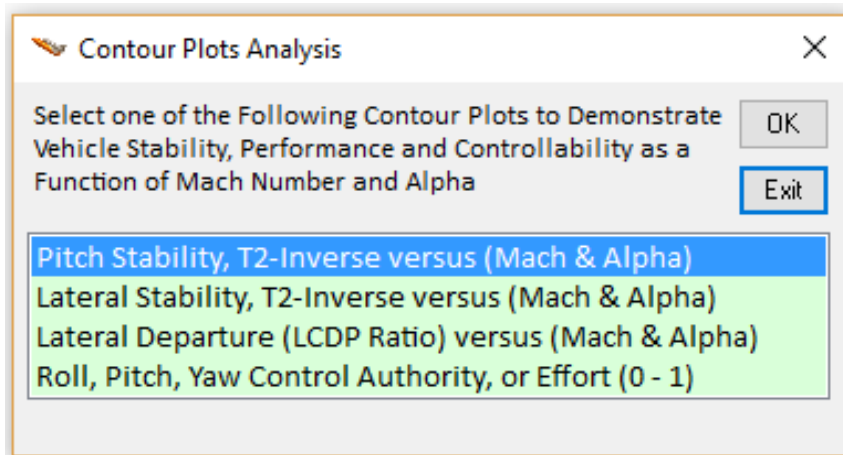 Contour Plots Analysis
Select one of the Following Contour Plots to Demonstrate
Vehicle Stability, Performance and Controllability as a
Function of Mach Number and Alpha
OK
Exit
Pitch Stability, T2-Inverse versus (Mach & Alpha)
Lateral Stability, T2-Inverse versus (Mach & Alpha)
Lateral Departure (LCDP Ratio) versus (Mach & Alpha)
Roll, Pitch, Yaw Control Authority, or Effort (0 - 1)